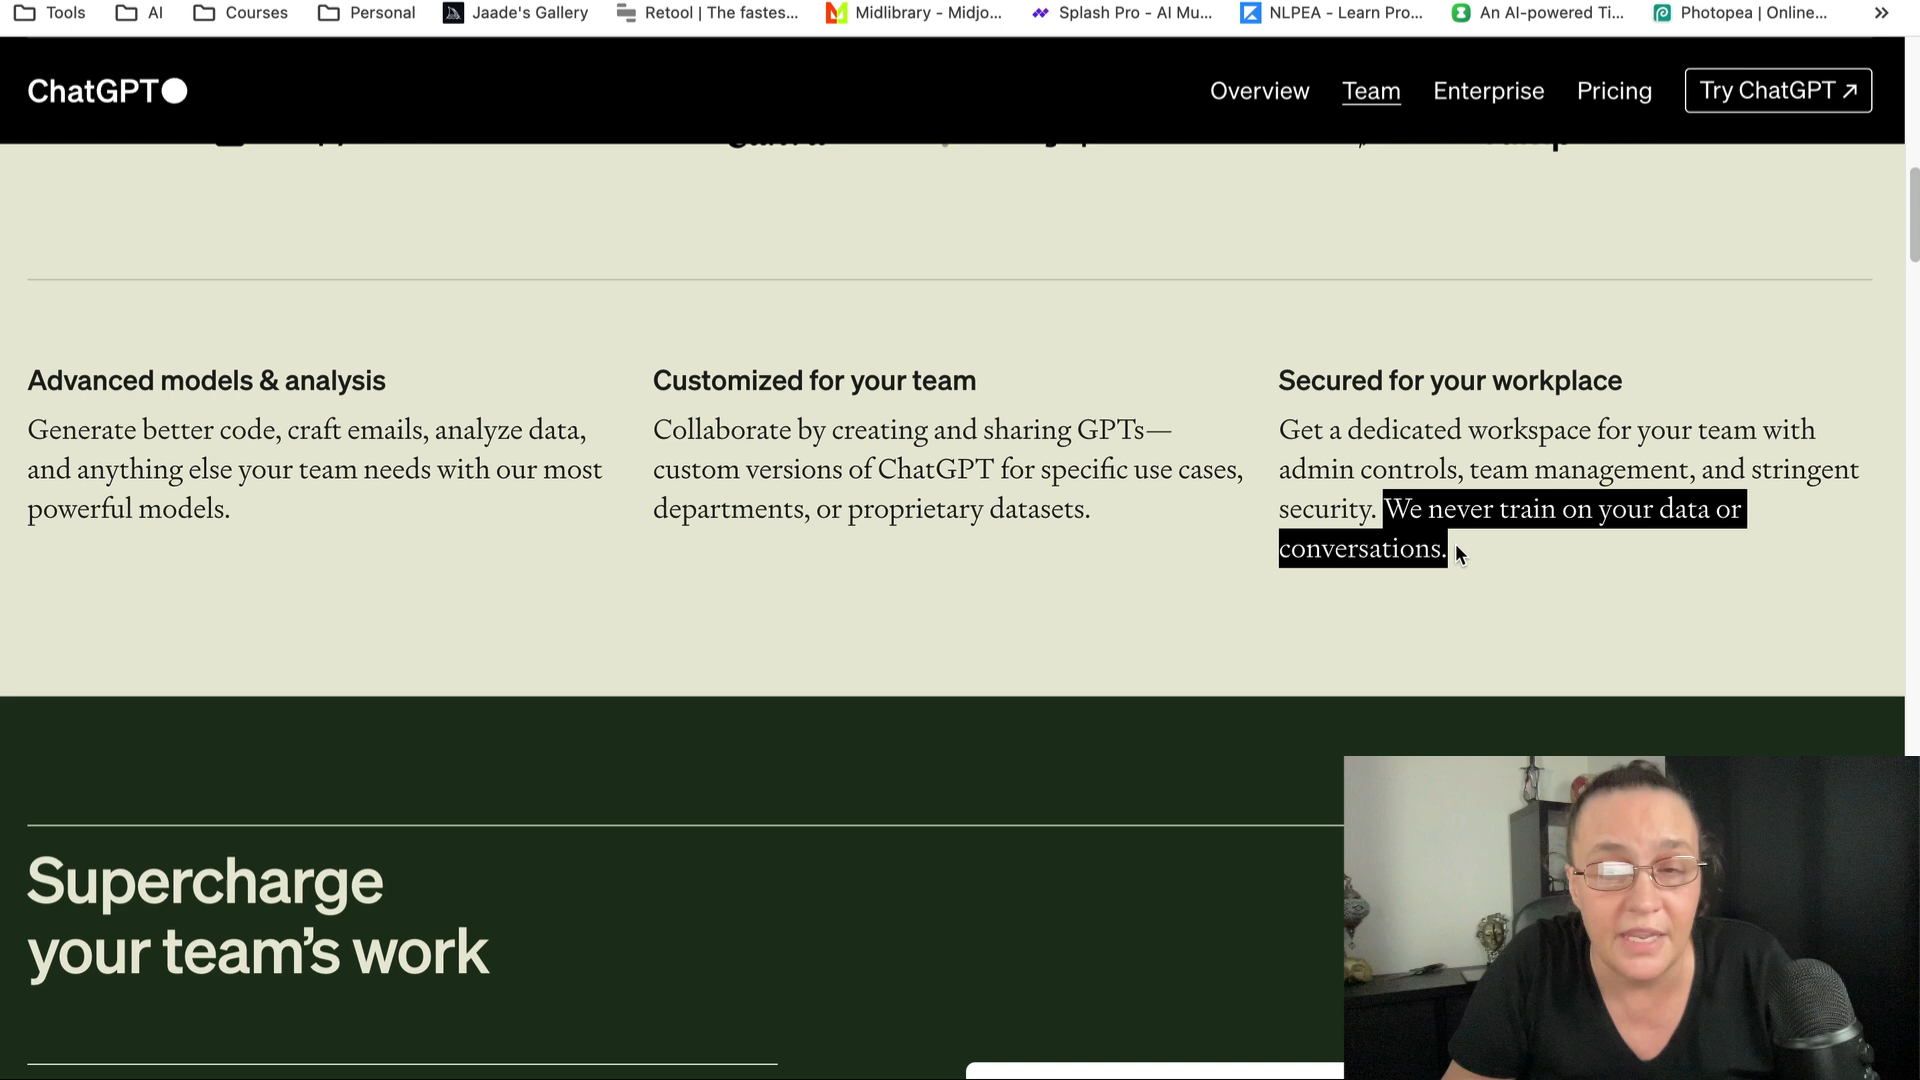 Tools AI Courses Personal Jaade's Gallery Retool | The fastes... Midlibrary - Midjo... Splash Pro - AI Mu... NLPEA - Learn Pro... An AI-powered Ti... Photopea | Online... »
ChatGPT Overview Team Enterprise Pricing Try ChatGPT ↗
Advanced models & analysis
Generate better code, craft emails, analyze data,
and anything else your team needs with our most
powerful models.
Customized for your team
Collaborate by creating and sharing GPTs—
custom versions of ChatGPT for specific use cases,
departments, or proprietary datasets.
Secured for your workplace
Get a dedicated workspace for your team with
admin controls, team management, and stringent
security. We never train on your data or
conversations.
Supercharge
your team’s work